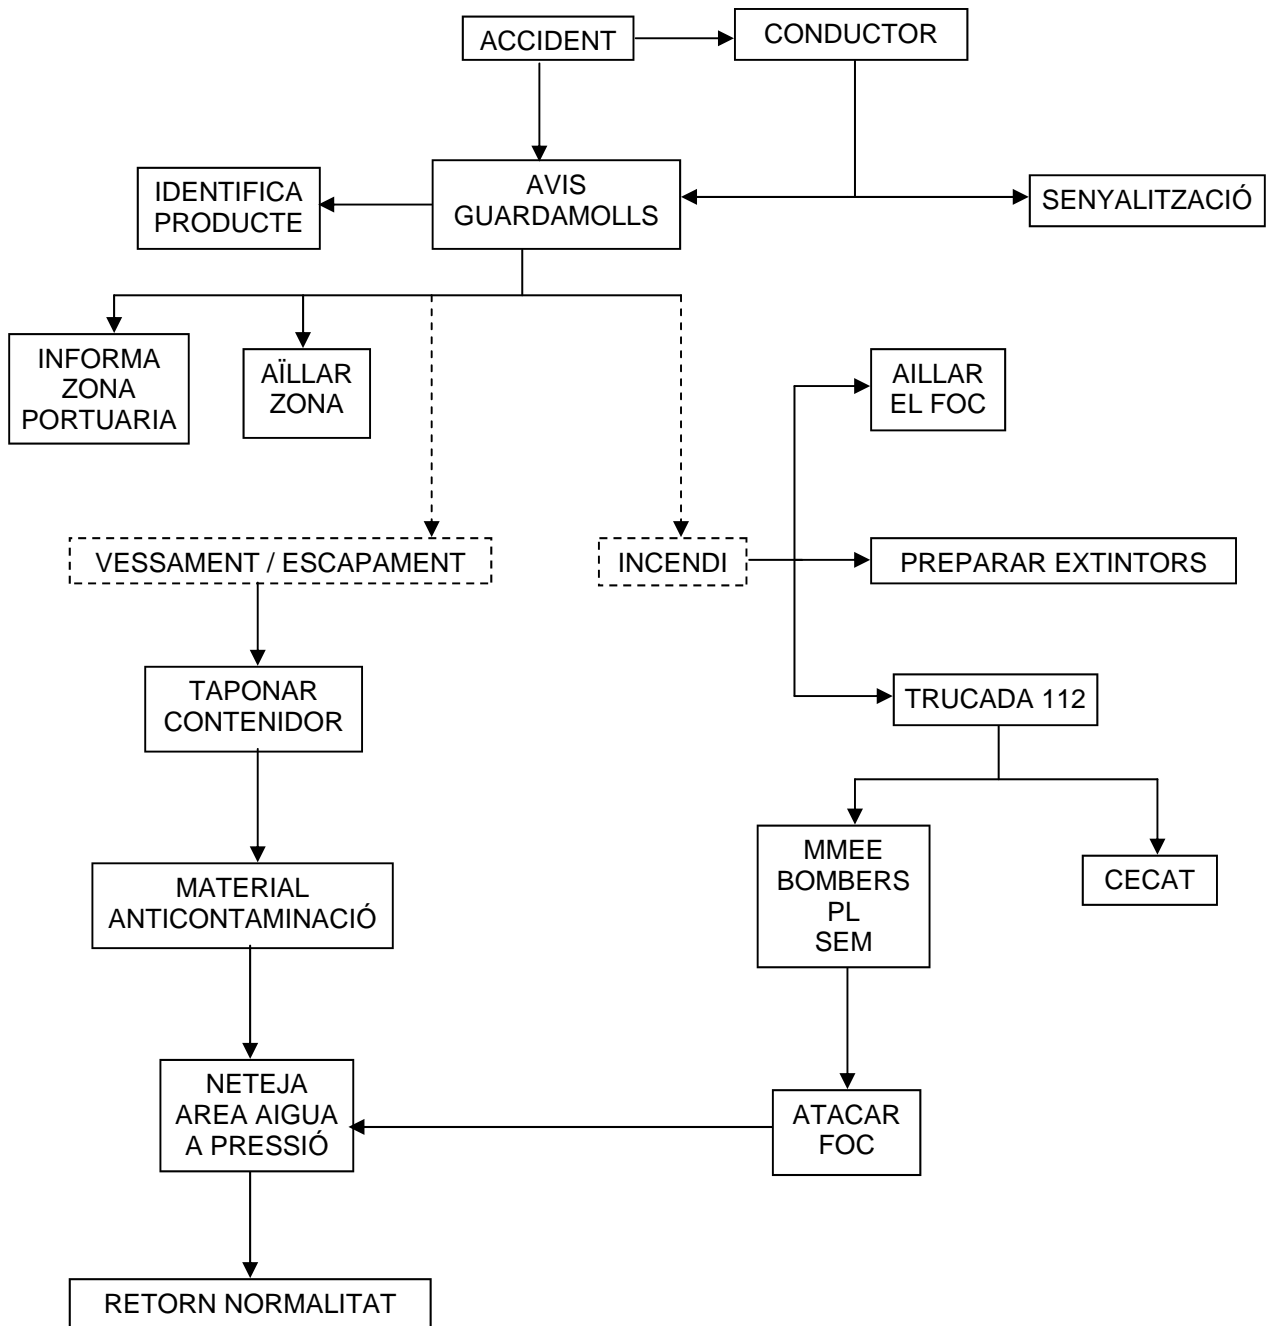 ACCIDENT
CONDUCTOR
IDENTIFICA
PRODUCTE
AVIS
GUARDAMOLLS
SENYALITZACIÓ
INFORMA
ZONA
PORTUARIA
AÏLLAR
ZONA
AILLAR
EL FOC
VESSAMENT / ESCAPAMENT
INCENDI
PREPARAR EXTINTORS
TAPONAR
CONTENIDOR
TRUCADA 112
MMEE
BOMBERS
PL
SEM
CECAT
MATERIAL
ANTICONTAMINACIÓ
NETEJA
AREA AIGUA
A PRESSIÓ
ATACAR
FOC
RETORN NORMALITAT